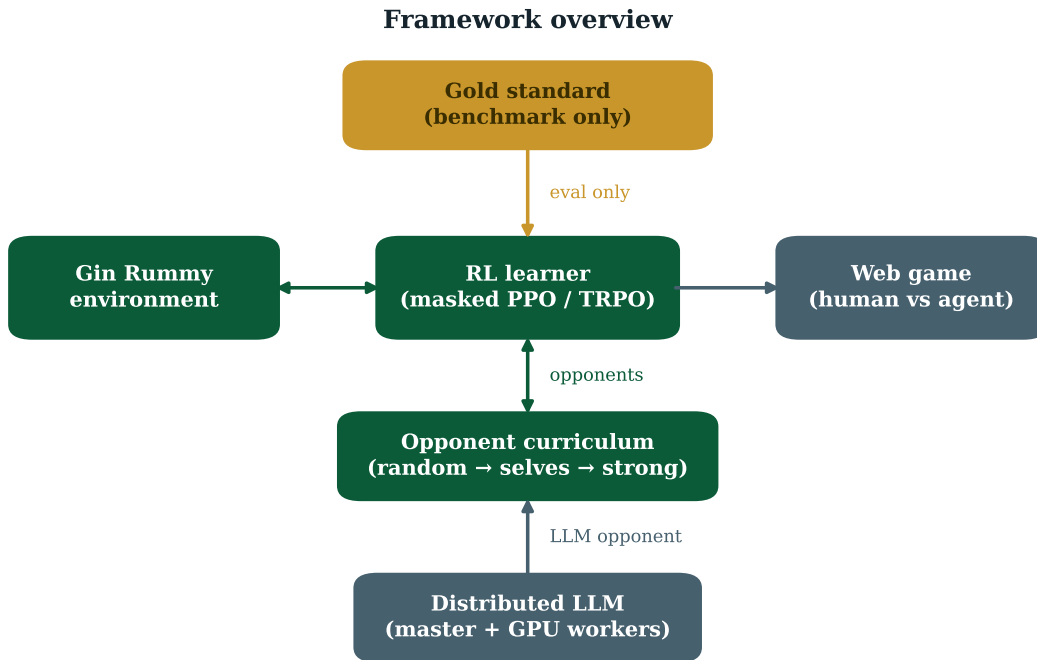 Framework overview
Gold standard
(benchmark only)
eval only
Gin Rummy
environment
RL learner
(masked PPO / TRPO)
Web game
(human vs agent)
opponents
Opponent curriculum
(random → selves → strong)
LLM opponent
Distributed LLM
(master + GPU workers)